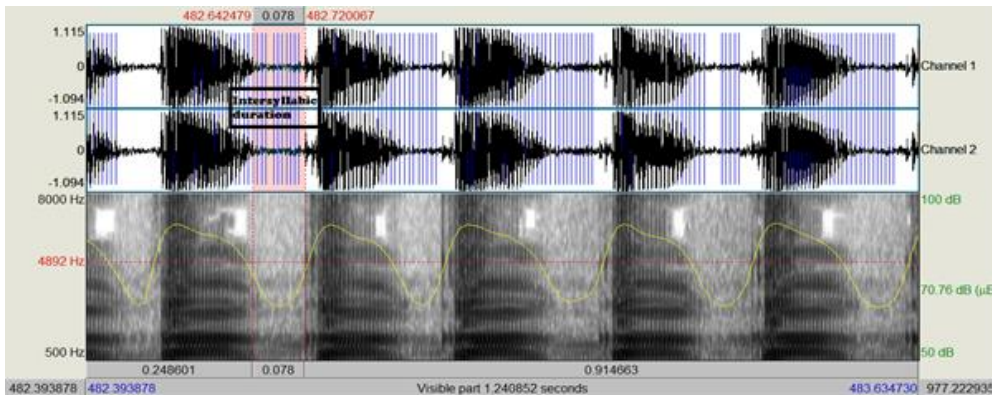 482.642479 0.078 482.720067
1.115
0
-1.094
Channel 1
1.115
0
-1.094
Channel 2
Intersyllabic
duration
8000 Hz
100 dB
4892 Hz
70.76 dB (µE
500 Hz
50 dB
0.248601 0.078 0.914663
482.393878 482.393878 Visible part 1.240852 seconds 483.634730 977.222935